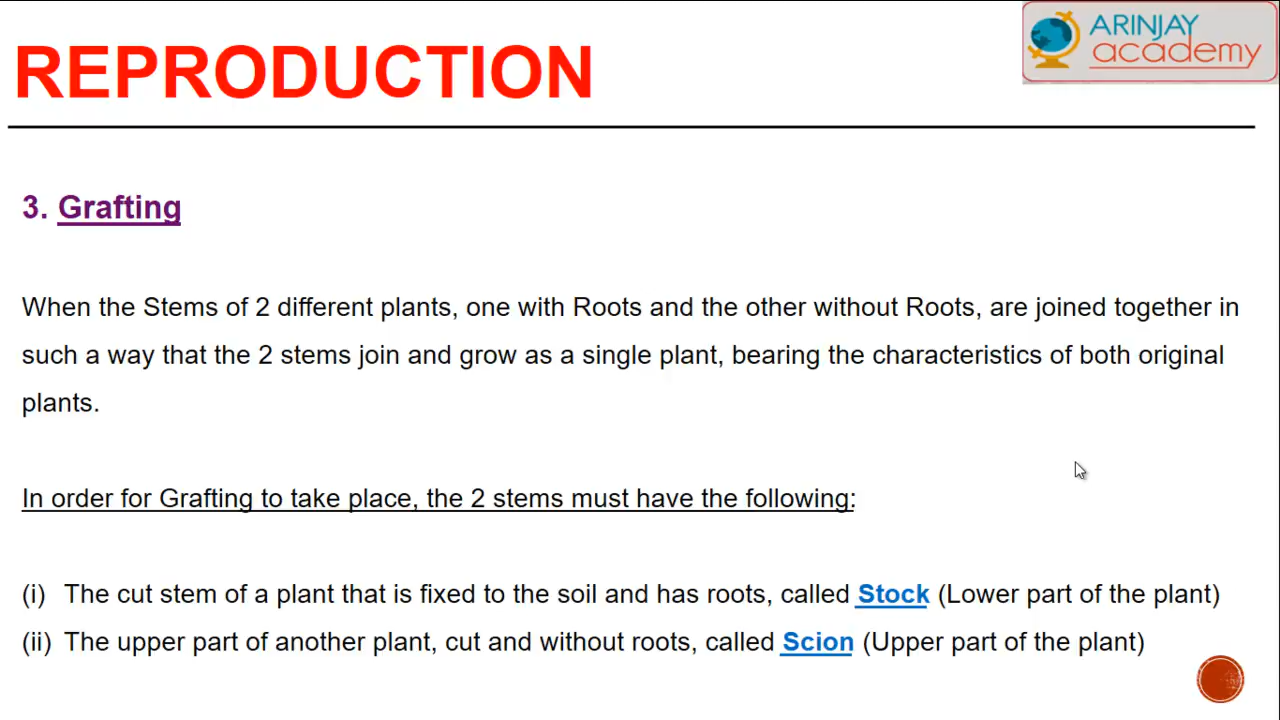 ARINJAY
academy
REPRODUCTION
3. Grafting
When the Stems of 2 different plants, one with Roots and the other without Roots, are joined together in
such a way that the 2 stems join and grow as a single plant, bearing the characteristics of both original
plants.
In order for Grafting to take place, the 2 stems must have the following:
(i) The cut stem of a plant that is fixed to the soil and has roots, called Stock (Lower part of the plant)
(ii) The upper part of another plant, cut and without roots, called Scion (Upper part of the plant)